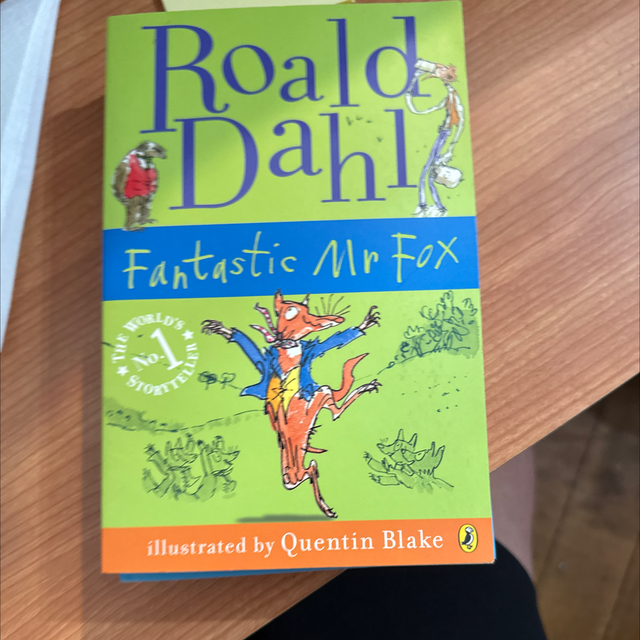 Roald
Dahl
Fantastic Mr Fox
THE WORLD'S
No.1
STORYTELLER
illustrated by Quentin Blake